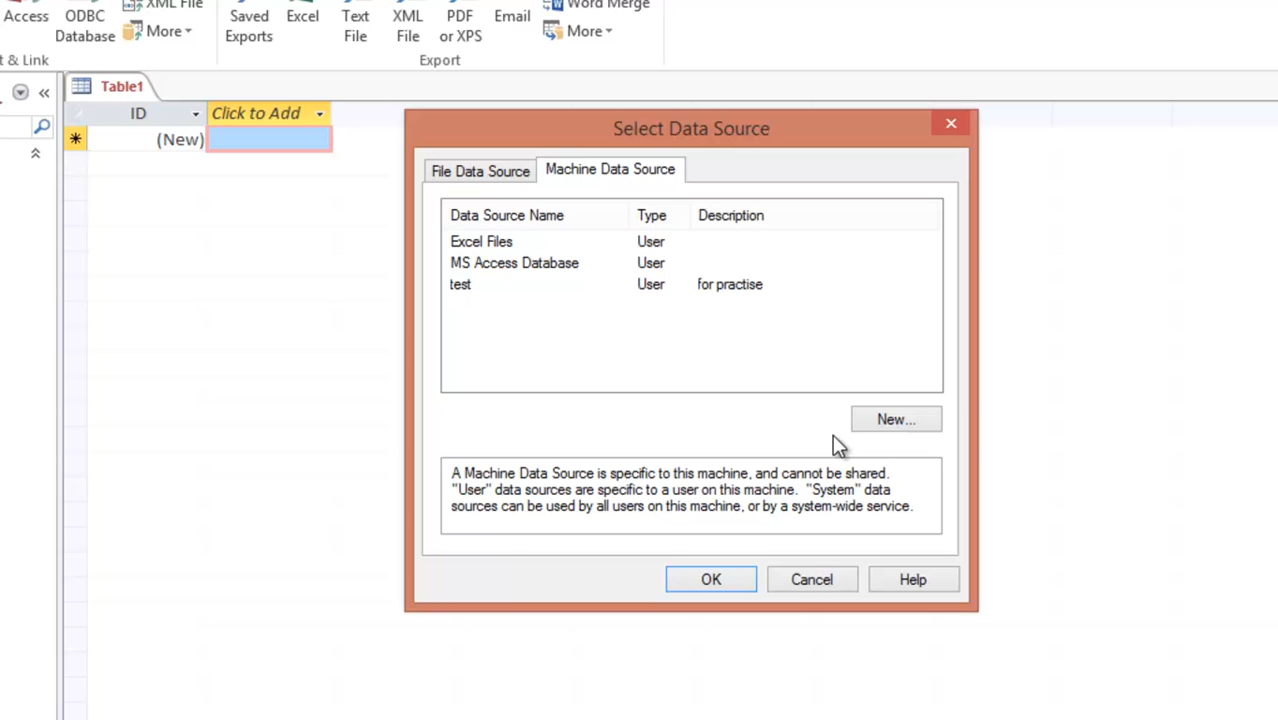 XML File
Word Merge
Access
ODBC
Database
More
Saved
Exports
Excel
Text
File
XML
File
PDF
or XPS
Email
More
t & Link
Export
Table1
ID
Click to Add
(New)
Select Data Source
File Data Source
Machine Data Source
Data Source Name Type Description
Excel Files User
MS Access Database User
test User for practise
New...
A Machine Data Source is specific to this machine, and cannot be shared.
"User" data sources are specific to a user on this machine. "System" data
sources can be used by all users on this machine, or by a system-wide service.
OK
Cancel
Help